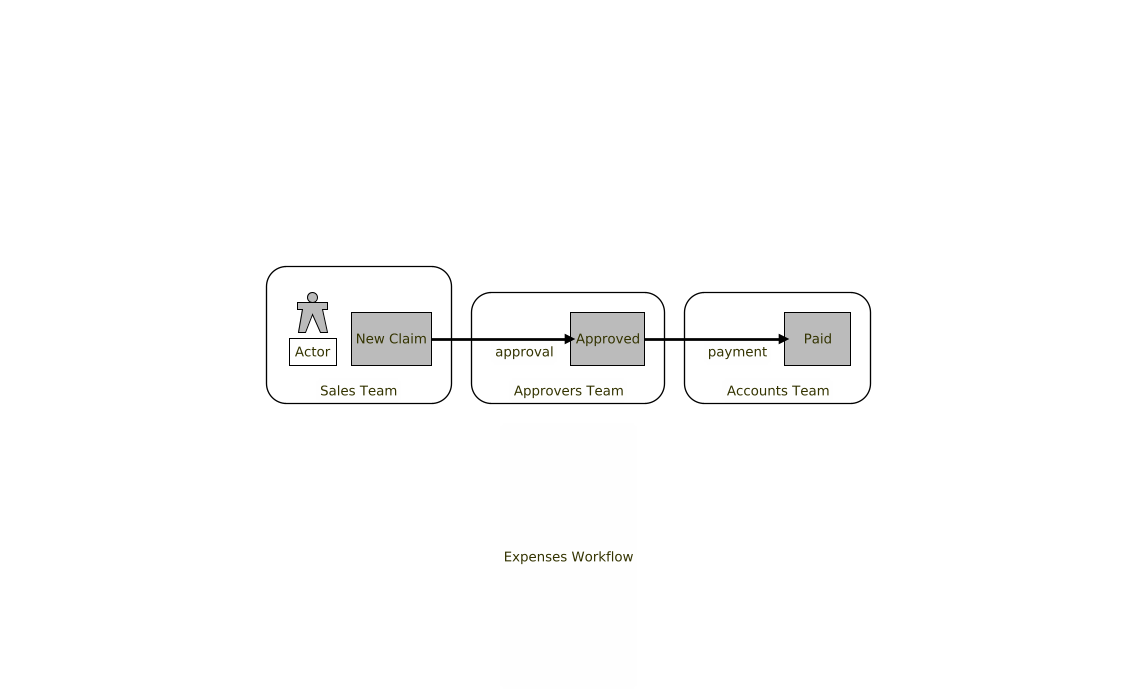 New Claim
approval
Approved
payment
Paid
Actor
Sales Team
Approvers Team
Accounts Team
Expenses Workflow